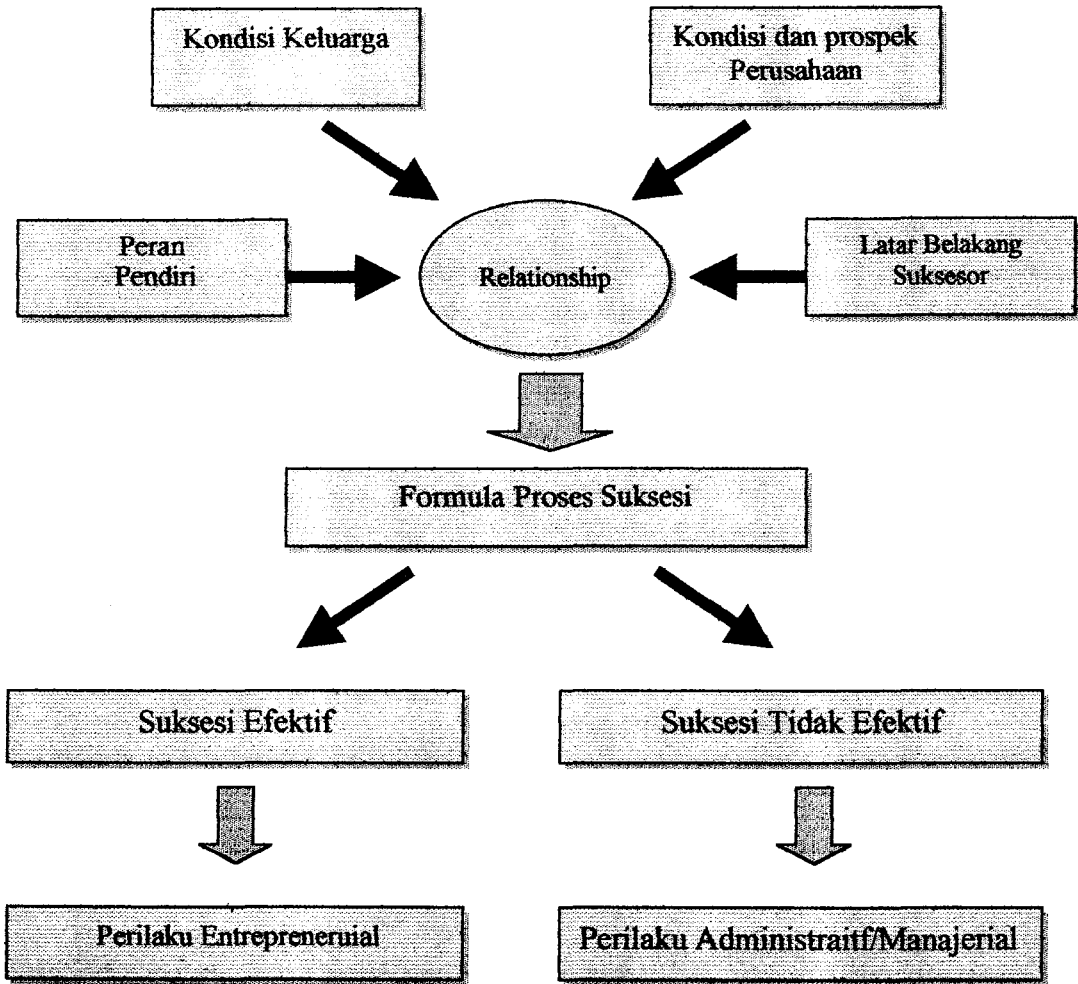 Kondisi Keluarga
Kondisi dan prospek
Perusahaan
Peran
Pendiri
Relationship
Latar Belakang
Suksesor
Formula Proses Suksesi
Suksesi Efektif
Suksesi Tidak Efektif
Perilaku Entrepreneruial
Perilaku Administraitf/Manajerial